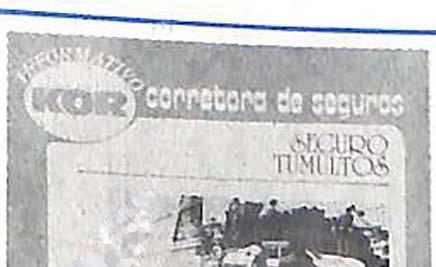 INFORMATIVO
KOR corretora de seguros
SEGURO
TUMULTOS